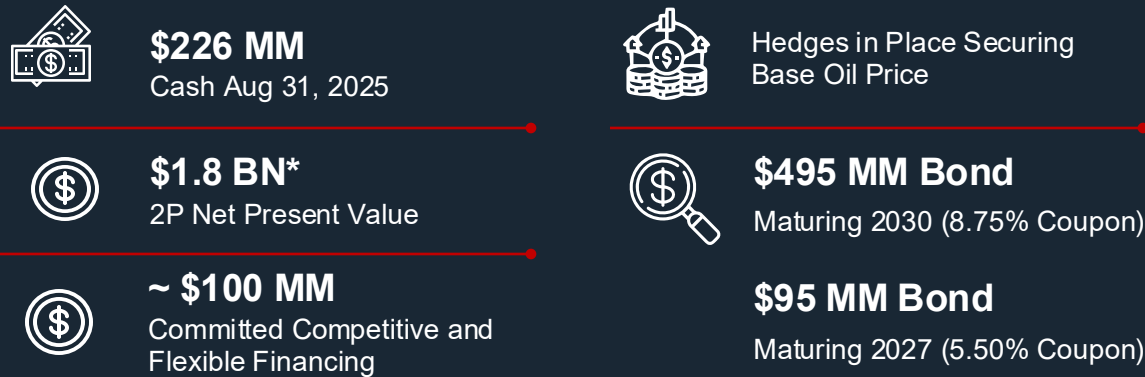 $226 MM
Cash Aug 31, 2025
$1.8 BN*
2P Net Present Value
~ $100 MM
Committed Competitive and
Flexible Financing
Hedges in Place Securing
Base Oil Price
$495 MM Bond
Maturing 2030 (8.75% Coupon)
$95 MM Bond
Maturing 2027 (5.50% Coupon)